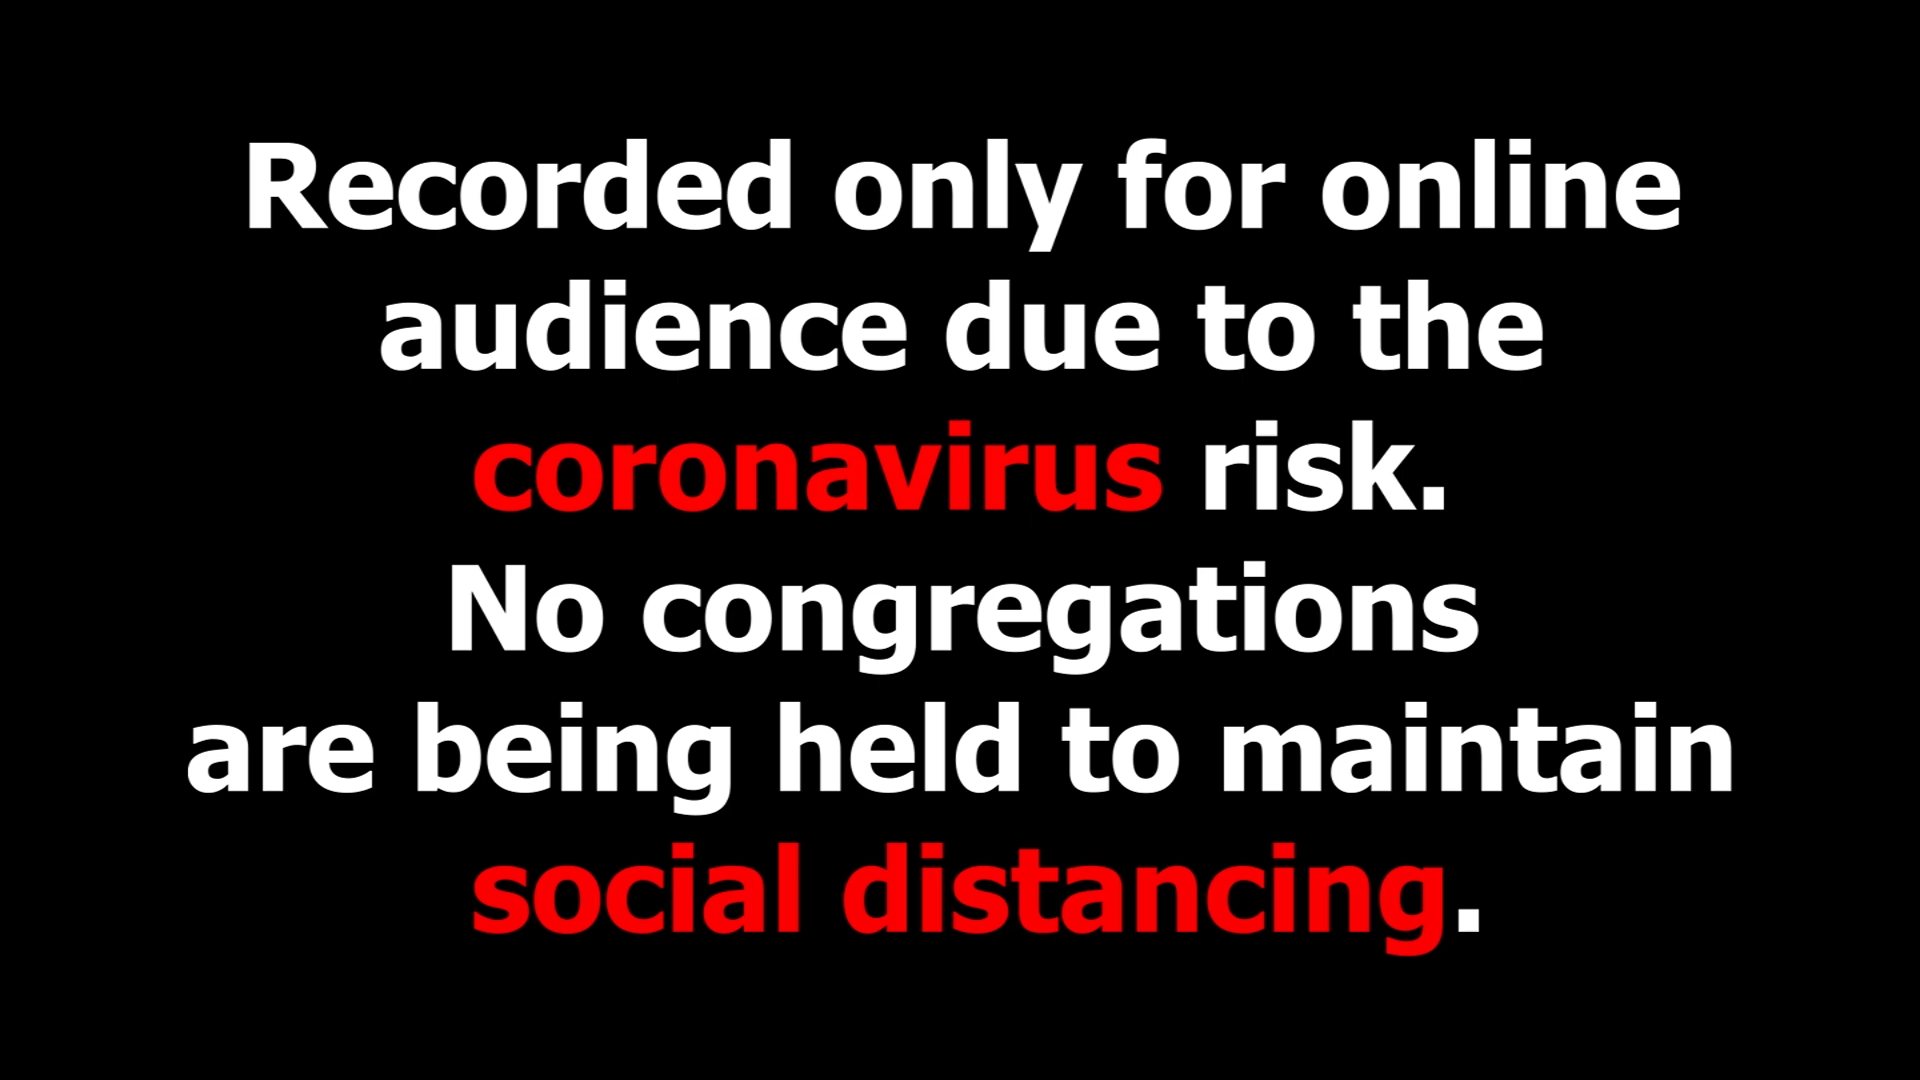 Recorded only for online
audience due to the
coronavirus risk.
No congregations
are being held to maintain
social distancing.